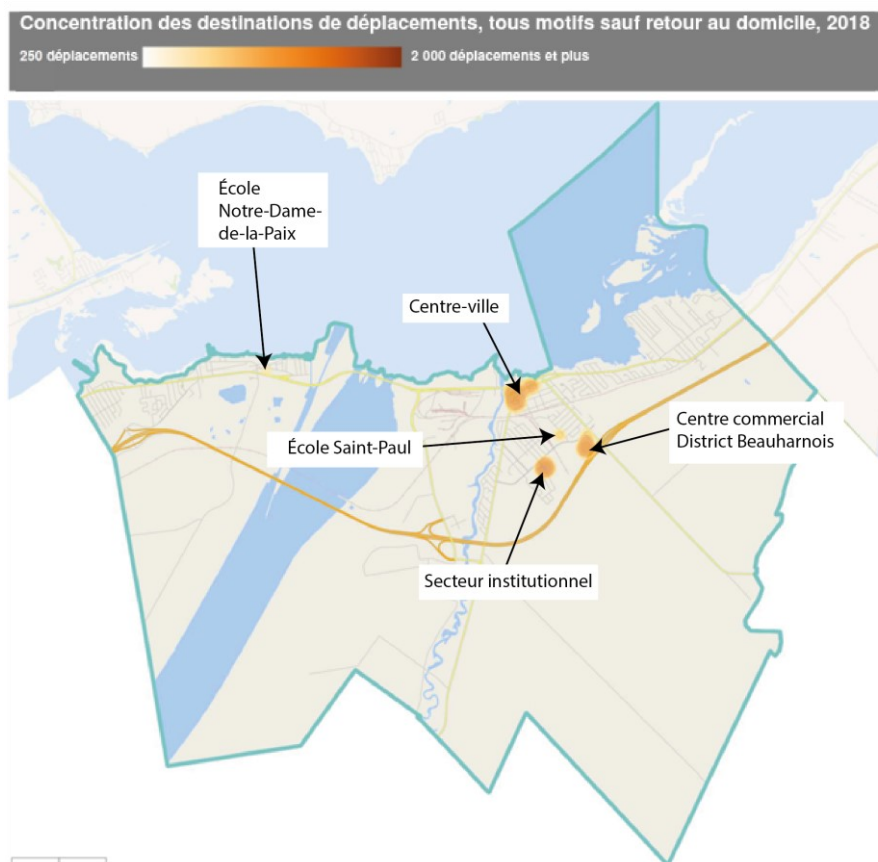 Concentration des destinations de déplacements, tous motifs sauf retour au domicile, 2018
250 déplacements
2 000 déplacements et plus
École
Notre-Dame-
de-la-Paix
Centre-ville
Centre commercial
District Beauharnois
École Saint-Paul
Secteur institutionnel